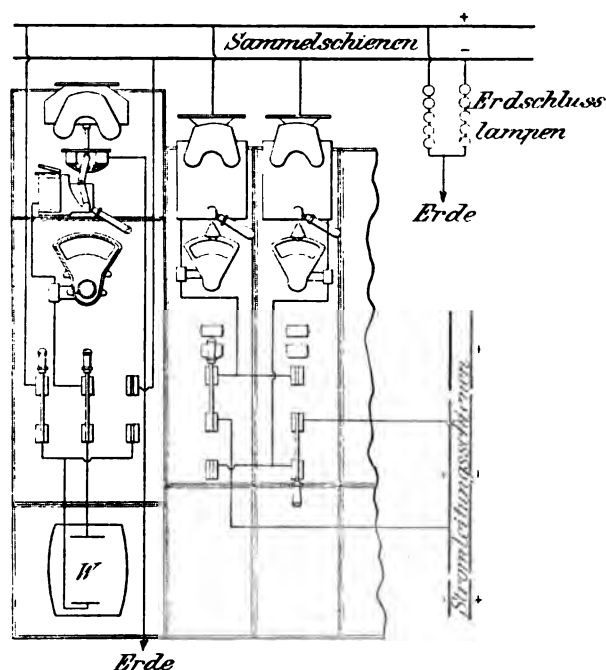 +
Sammelschienen
−
Erdschluss
lampen
Erde
Stromleitungsschienen
+
-
-
+
W
Erde